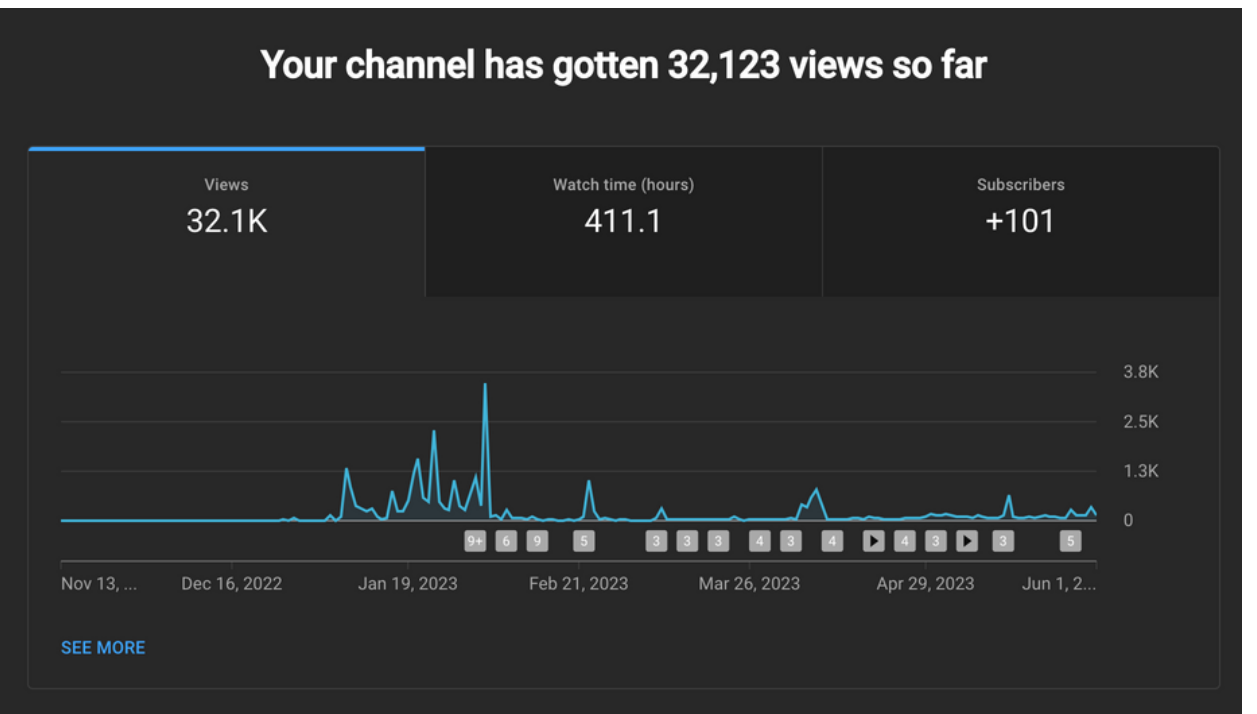 Your channel has gotten 32,123 views so far
Views
32.1K
Watch time (hours)
411.1
Subscribers
+101
3.8K
2.5K
1.3K
0
9+ 6 9 5 3 3 3 4 3 4 4 3 3 5
Nov 13, ... Dec 16, 2022 Jan 19, 2023 Feb 21, 2023 Mar 26, 2023 Apr 29, 2023 Jun 1, 2...
SEE MORE